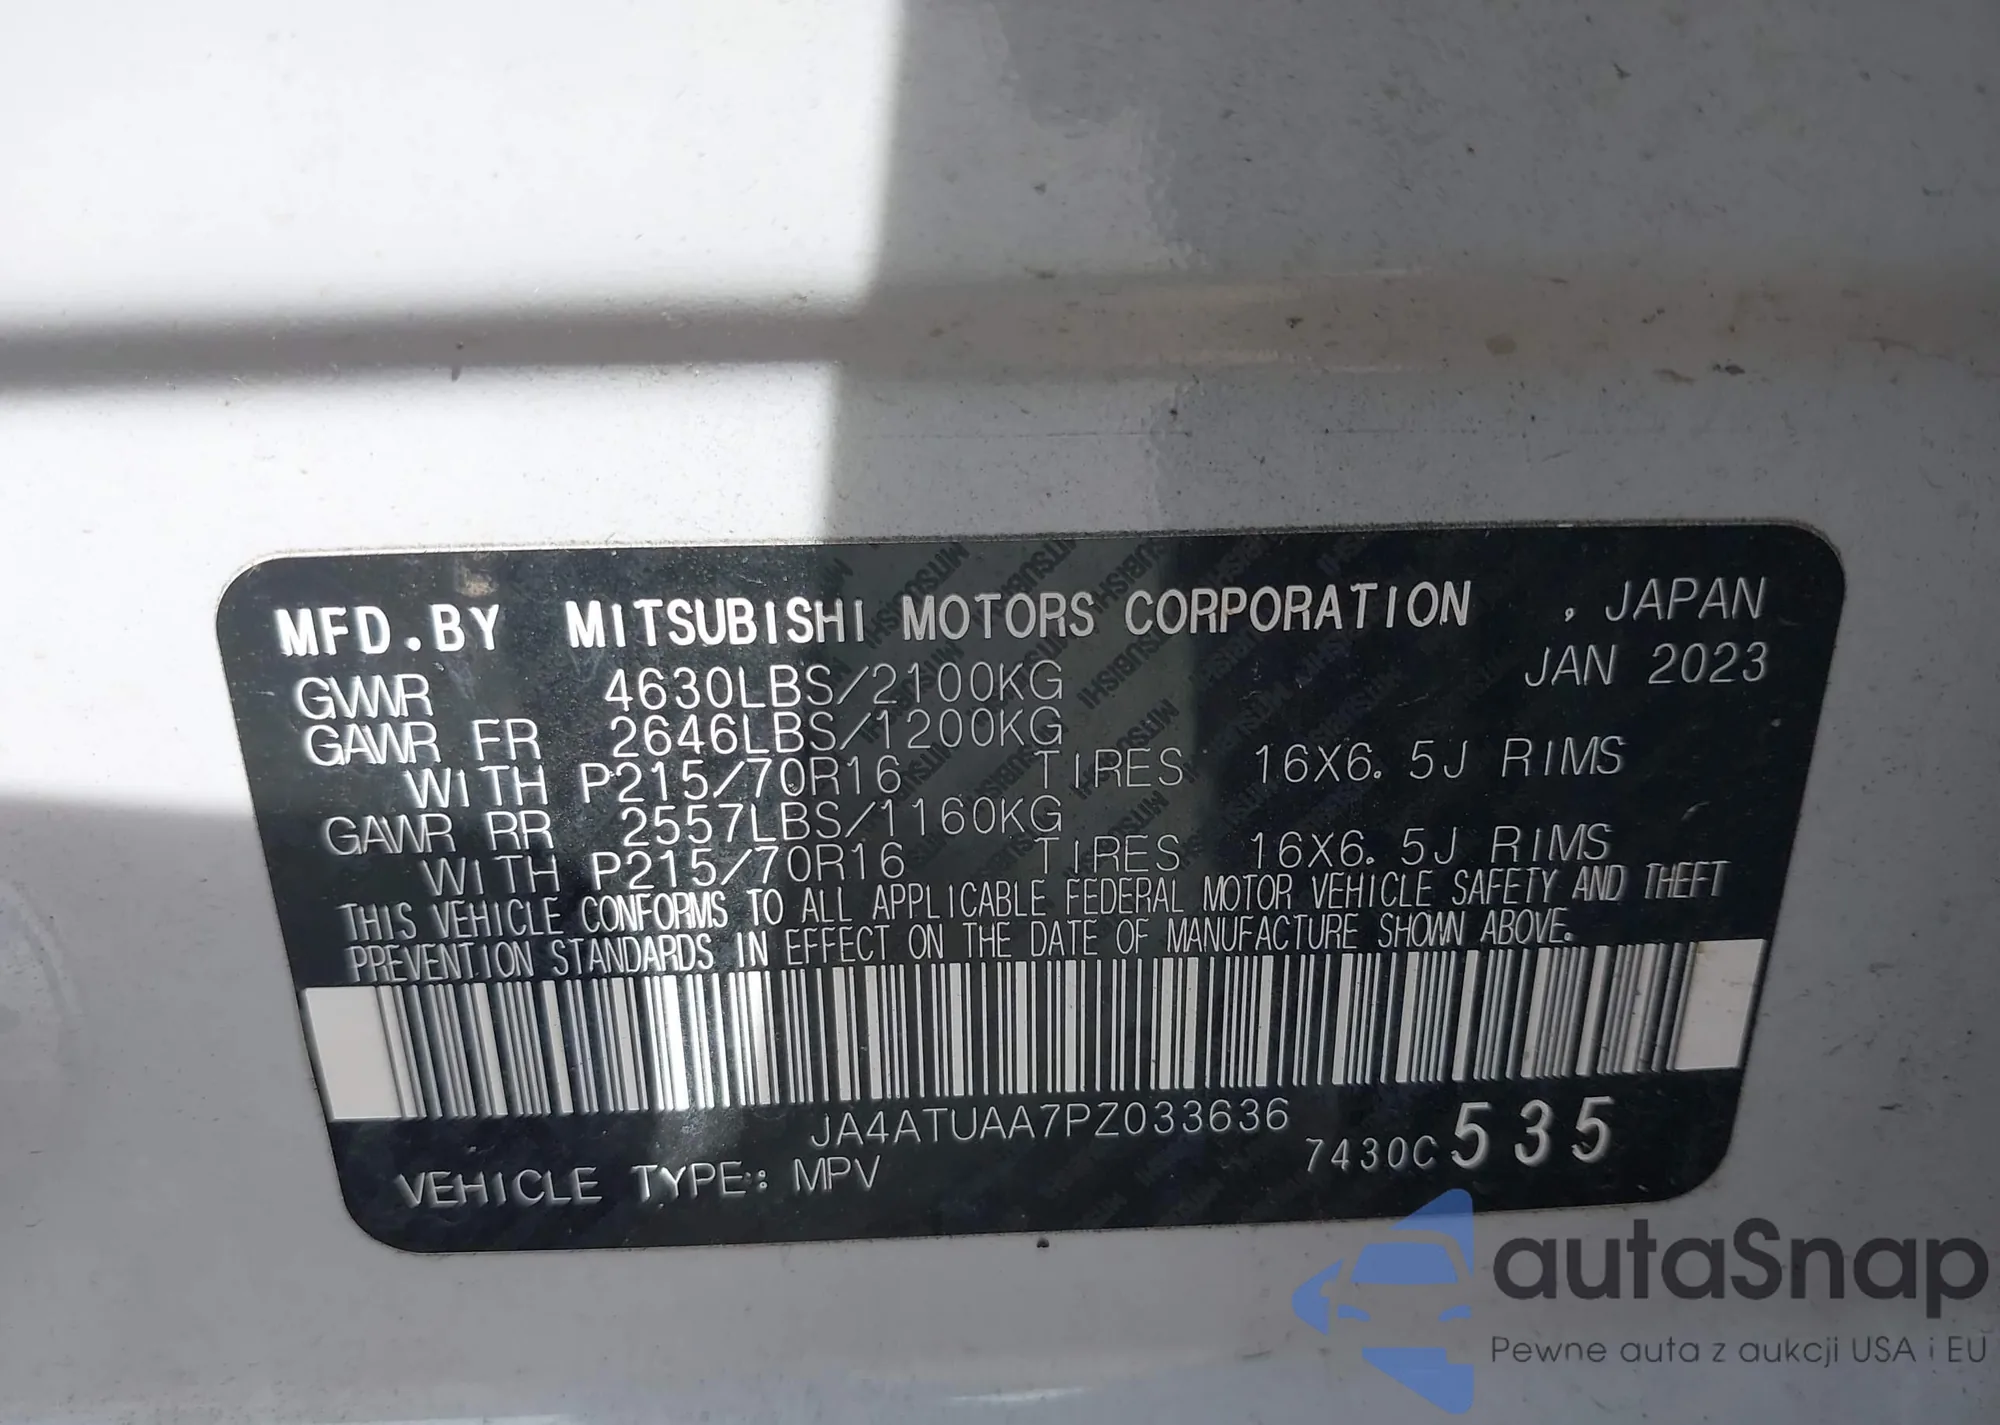 MFD.BY MITSUBISHI MOTORS CORPORATION , JAPAN
GVWR 4630LBS/2100KG JAN 2023
GAWR FR 2646LBS/1200KG
WITH P215/70R16 TIRES 16X6.5J RIMS
GAWR RR 2557LBS/1160KG
WITH P215/70R16 TIRES 16X6.5J RIMS
THIS VEHICLE CONFORMS TO ALL APPLICABLE FEDERAL MOTOR VEHICLE SAFETY AND THEFT
PREVENTION STANDARDS IN EFFECT ON THE DATE OF MANUFACTURE SHOWN ABOVE.
JA4ATUAA7PZ033636
VEHICLE TYPE: MPV 7430C 535
autaSnap
Pewne auta z aukcji USA i EU